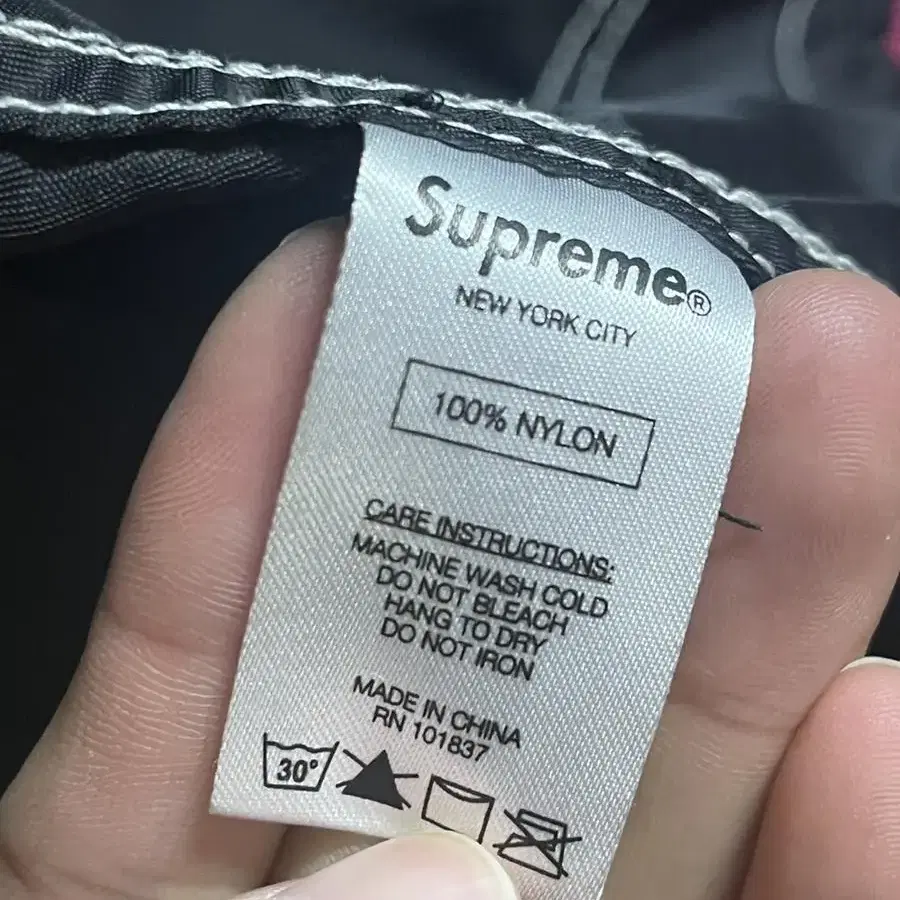 Supreme®
NEW YORK CITY
100% NYLON
CARE INSTRUCTIONS:
MACHINE WASH COLD
DO NOT BLEACH
HANG TO DRY
DO NOT IRON
MADE IN CHINA
RN 101837
30°